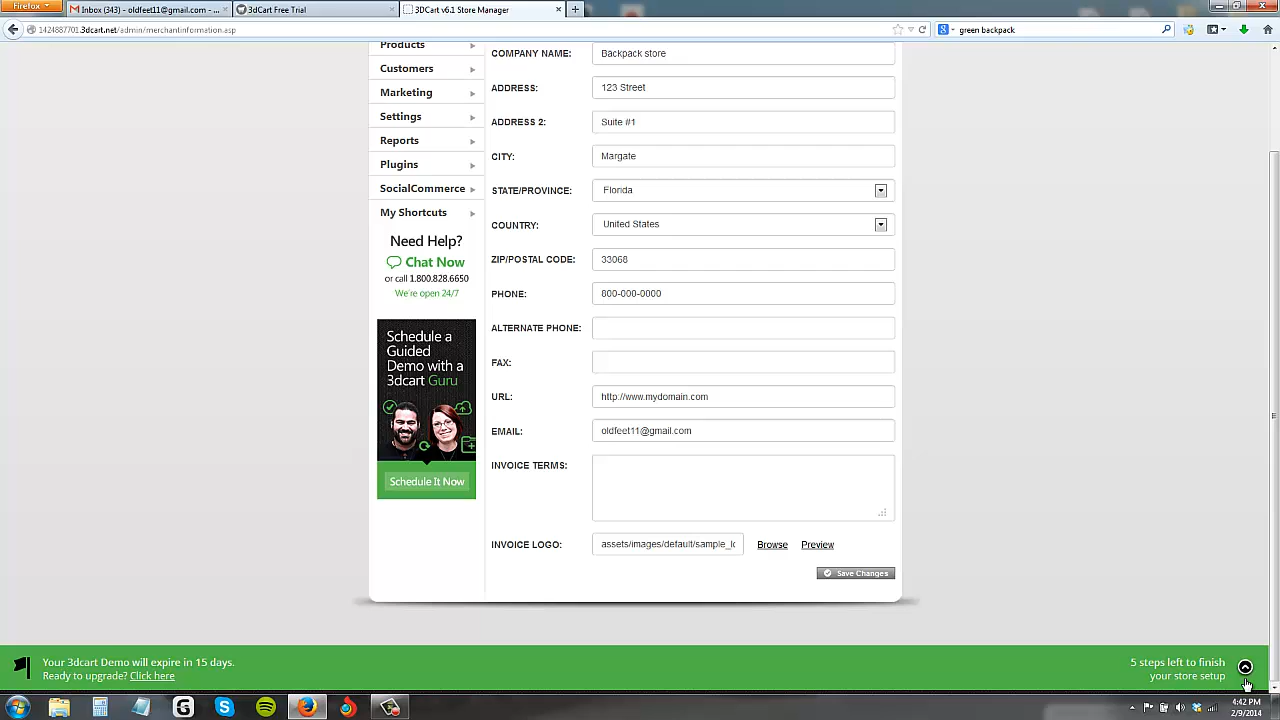 Firefox
Inbox (343) - oldfeet11@gmail.com - ...
3dCart Free Trial
3DCart v6.1 Store Manager
1424887701.3dcart.net/admin/merchantinformation.asp
green backpack
Products
Customers
Marketing
Settings
Reports
Plugins
SocialCommerce
My Shortcuts
Need Help?
Chat Now
or call 1.800.828.6650
We're open 24/7
Schedule a
Guided
Demo with a
3dcart Guru
Schedule It Now
COMPANY NAME: Backpack store
ADDRESS: 123 Street
ADDRESS 2: Suite #1
CITY: Margate
STATE/PROVINCE: Florida
COUNTRY: United States
ZIP/POSTAL CODE: 33068
PHONE: 800-000-0000
ALTERNATE PHONE:
FAX:
URL: http://www.mydomain.com
EMAIL: oldfeet11@gmail.com
INVOICE TERMS:
INVOICE LOGO: assets/images/default/sample_lo Browse Preview
Save Changes
Your 3dcart Demo will expire in 15 days.
Ready to upgrade? Click here
5 steps left to finish
your store setup
4:42 PM
2/9/2014